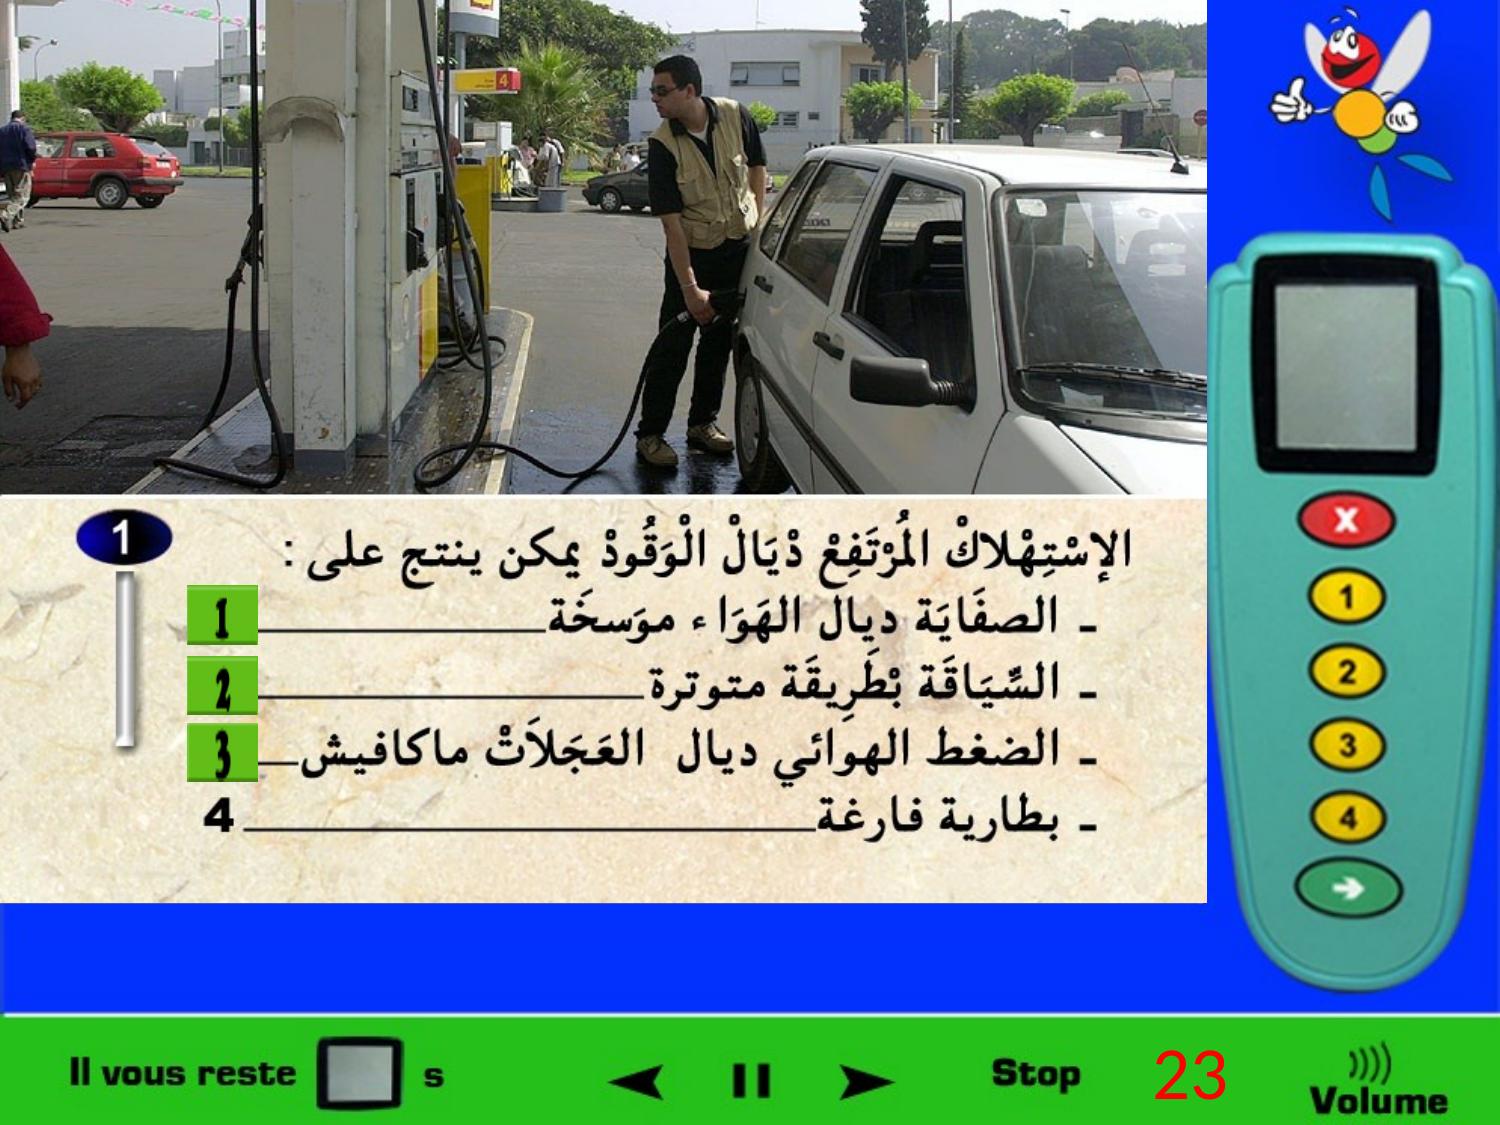 4
1
الإسْتِهْلاكْ المُرْتَفِعْ دْيَالْ الْوَقُودْ يمكن ينتج على :
ـ الصفَايَة ديال الهَوَاء موَسخَة 1
ـ السِّيَاقَة بْطَرِيقَة متوترة 2
ـ الضغط الهوائي ديال العَجَلاَتْ ماكافيش 3
ـ بطارية فارغة 4
X
1
2
3
4
Il vous reste s
Stop
23
Volume